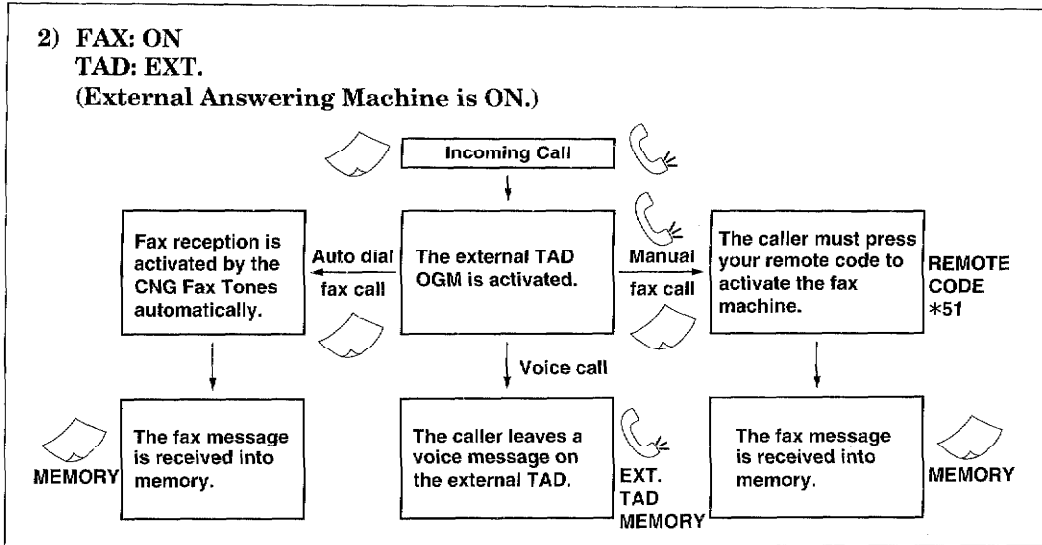 2) FAX: ON
TAD: EXT.
(External Answering Machine is ON.)
Incoming Call
Fax reception is
activated by the
CNG Fax Tones
automatically.
Auto dial
fax call
The external TAD
OGM is activated.
Manual
fax call
The caller must press
your remote code to
activate the fax
machine.
REMOTE
CODE
*51
Voice call
MEMORY
The fax message
is received into
memory.
The caller leaves a
voice message on
the external TAD.
EXT.
TAD
MEMORY
The fax message
is received into
memory.
MEMORY